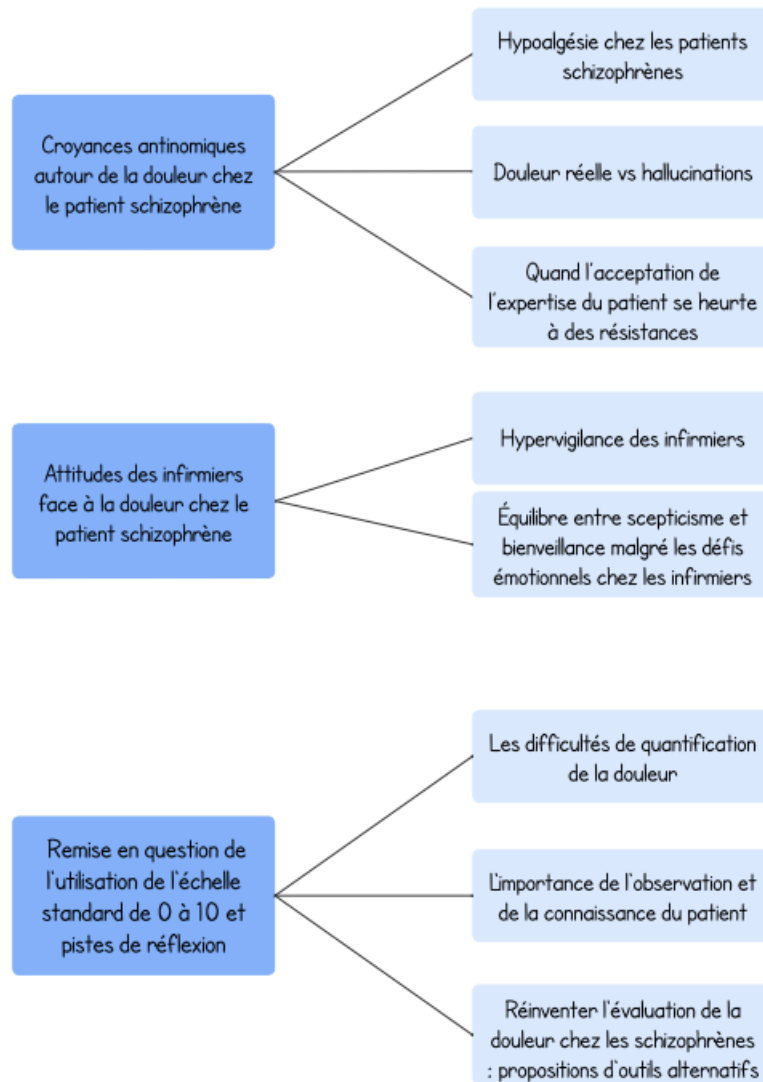 Hypoalgésie chez les patients
schizophrènes
Croyances antinomiques
autour de la douleur chez
le patient schizophrène
Douleur réelle vs hallucinations
Quand l'acceptation de
l'expertise du patient se heurte
à des résistances
Attitudes des infirmiers
face à la douleur chez le
patient schizophrène
Hypervigilance des infirmiers
Équilibre entre scepticisme et
bienveillance malgré les défis
émotionnels chez les infirmiers
Remise en question de
l'utilisation de l'échelle
standard de 0 à 10 et
pistes de réflexion
Les difficultés de quantification
de la douleur
L'importance de l'observation et
de la connaissance du patient
Réinventer l'évaluation de la
douleur chez les schizophrènes
: propositions d'outils alternatifs